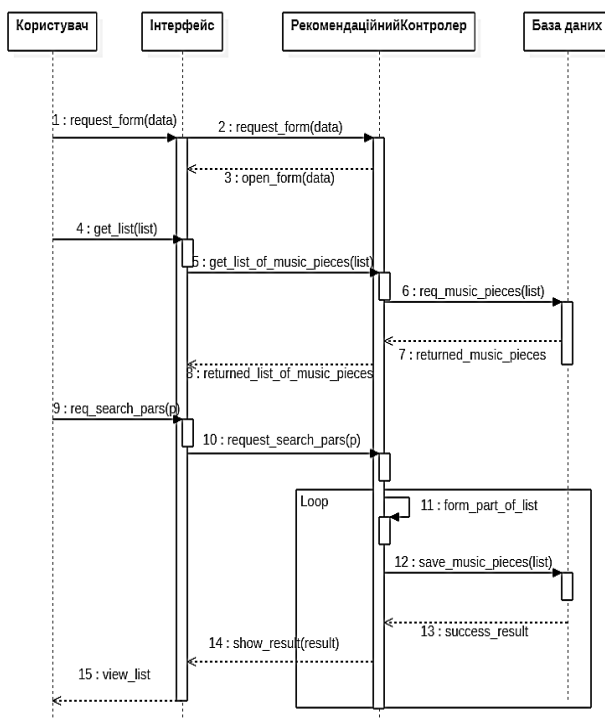 Користувач
Інтерфейс
РекомендаційнийКонтролер
База даних
1 : request_form(data)
2 : request_form(data)
3 : open_form(data)
4 : get_list(list)
5 : get_list_of_music_pieces(list)
6 : req_music_pieces(list)
7 : returned_music_pieces
8 : returned_list_of_music_pieces
9 : req_search_pars(p)
10 : request_search_pars(p)
Loop
11 : form_part_of_list
12 : save_music_pieces(list)
13 : success_result
14 : show_result(result)
15 : view_list